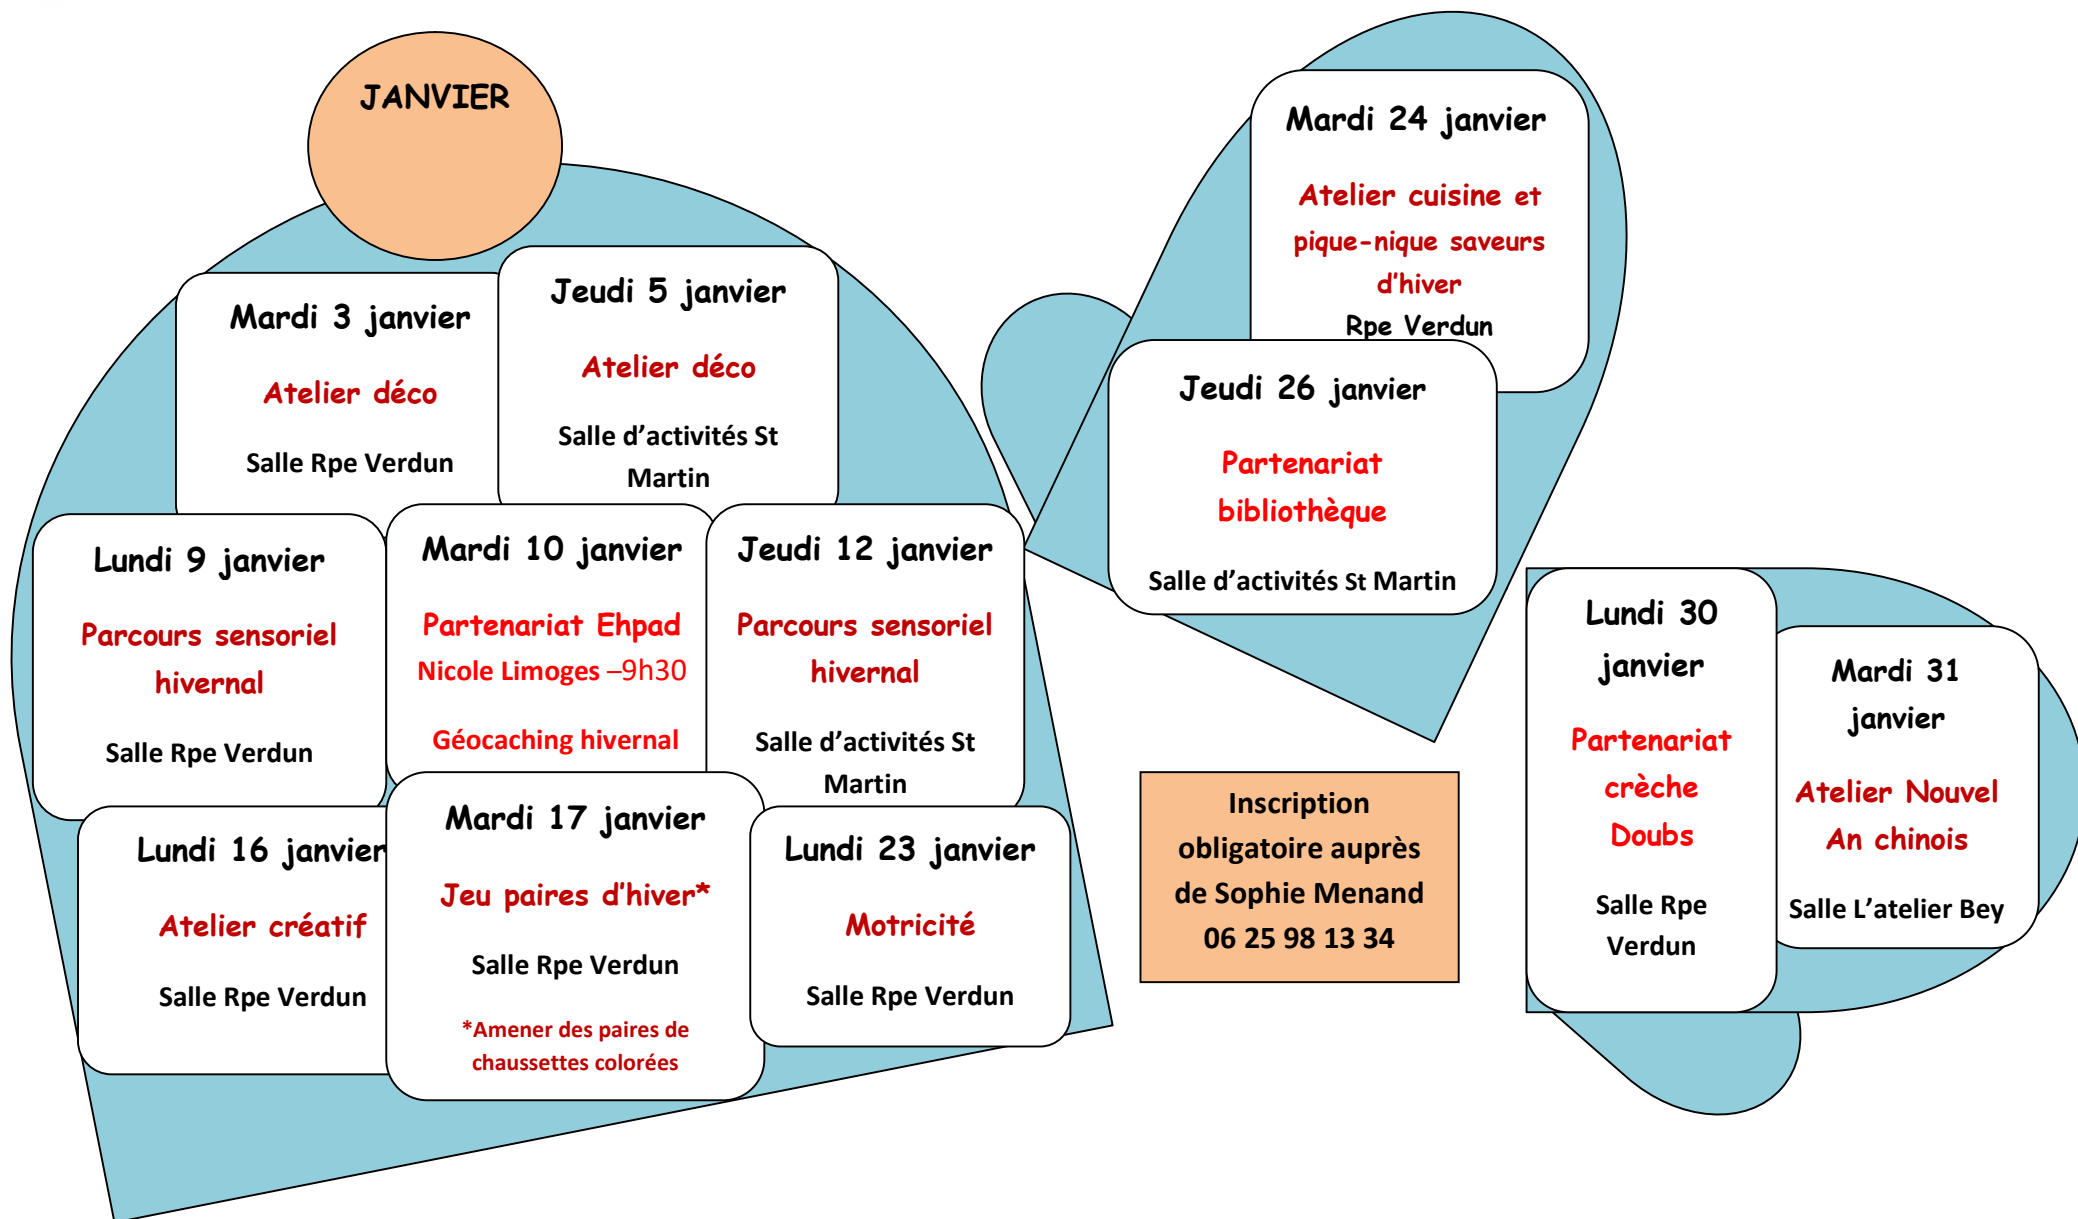 JANVIER
Mardi 3 janvier
Atelier déco
Salle Rpe Verdun
Jeudi 5 janvier
Atelier déco
Salle d’activités St
Martin
Lundi 9 janvier
Parcours sensoriel
hivernal
Salle Rpe Verdun
Mardi 10 janvier
Partenariat Ehpad
Nicole Limoges –9h30
Géocaching hivernal
Jeudi 12 janvier
Parcours sensoriel
hivernal
Salle d’activités St
Martin
Lundi 16 janvier
Atelier créatif
Salle Rpe Verdun
Mardi 17 janvier
Jeu paires d’hiver*
Salle Rpe Verdun
*Amener des paires de
chaussettes colorées
Lundi 23 janvier
Motricité
Salle Rpe Verdun
Mardi 24 janvier
Atelier cuisine et
pique-nique saveurs
d’hiver
Rpe Verdun
Jeudi 26 janvier
Partenariat
bibliothèque
Salle d’activités St Martin
Inscription
obligatoire auprès
de Sophie Menand
06 25 98 13 34
Lundi 30
janvier
Partenariat
crèche
Doubs
Salle Rpe
Verdun
Mardi 31
janvier
Atelier Nouvel
An chinois
Salle L’atelier Bey